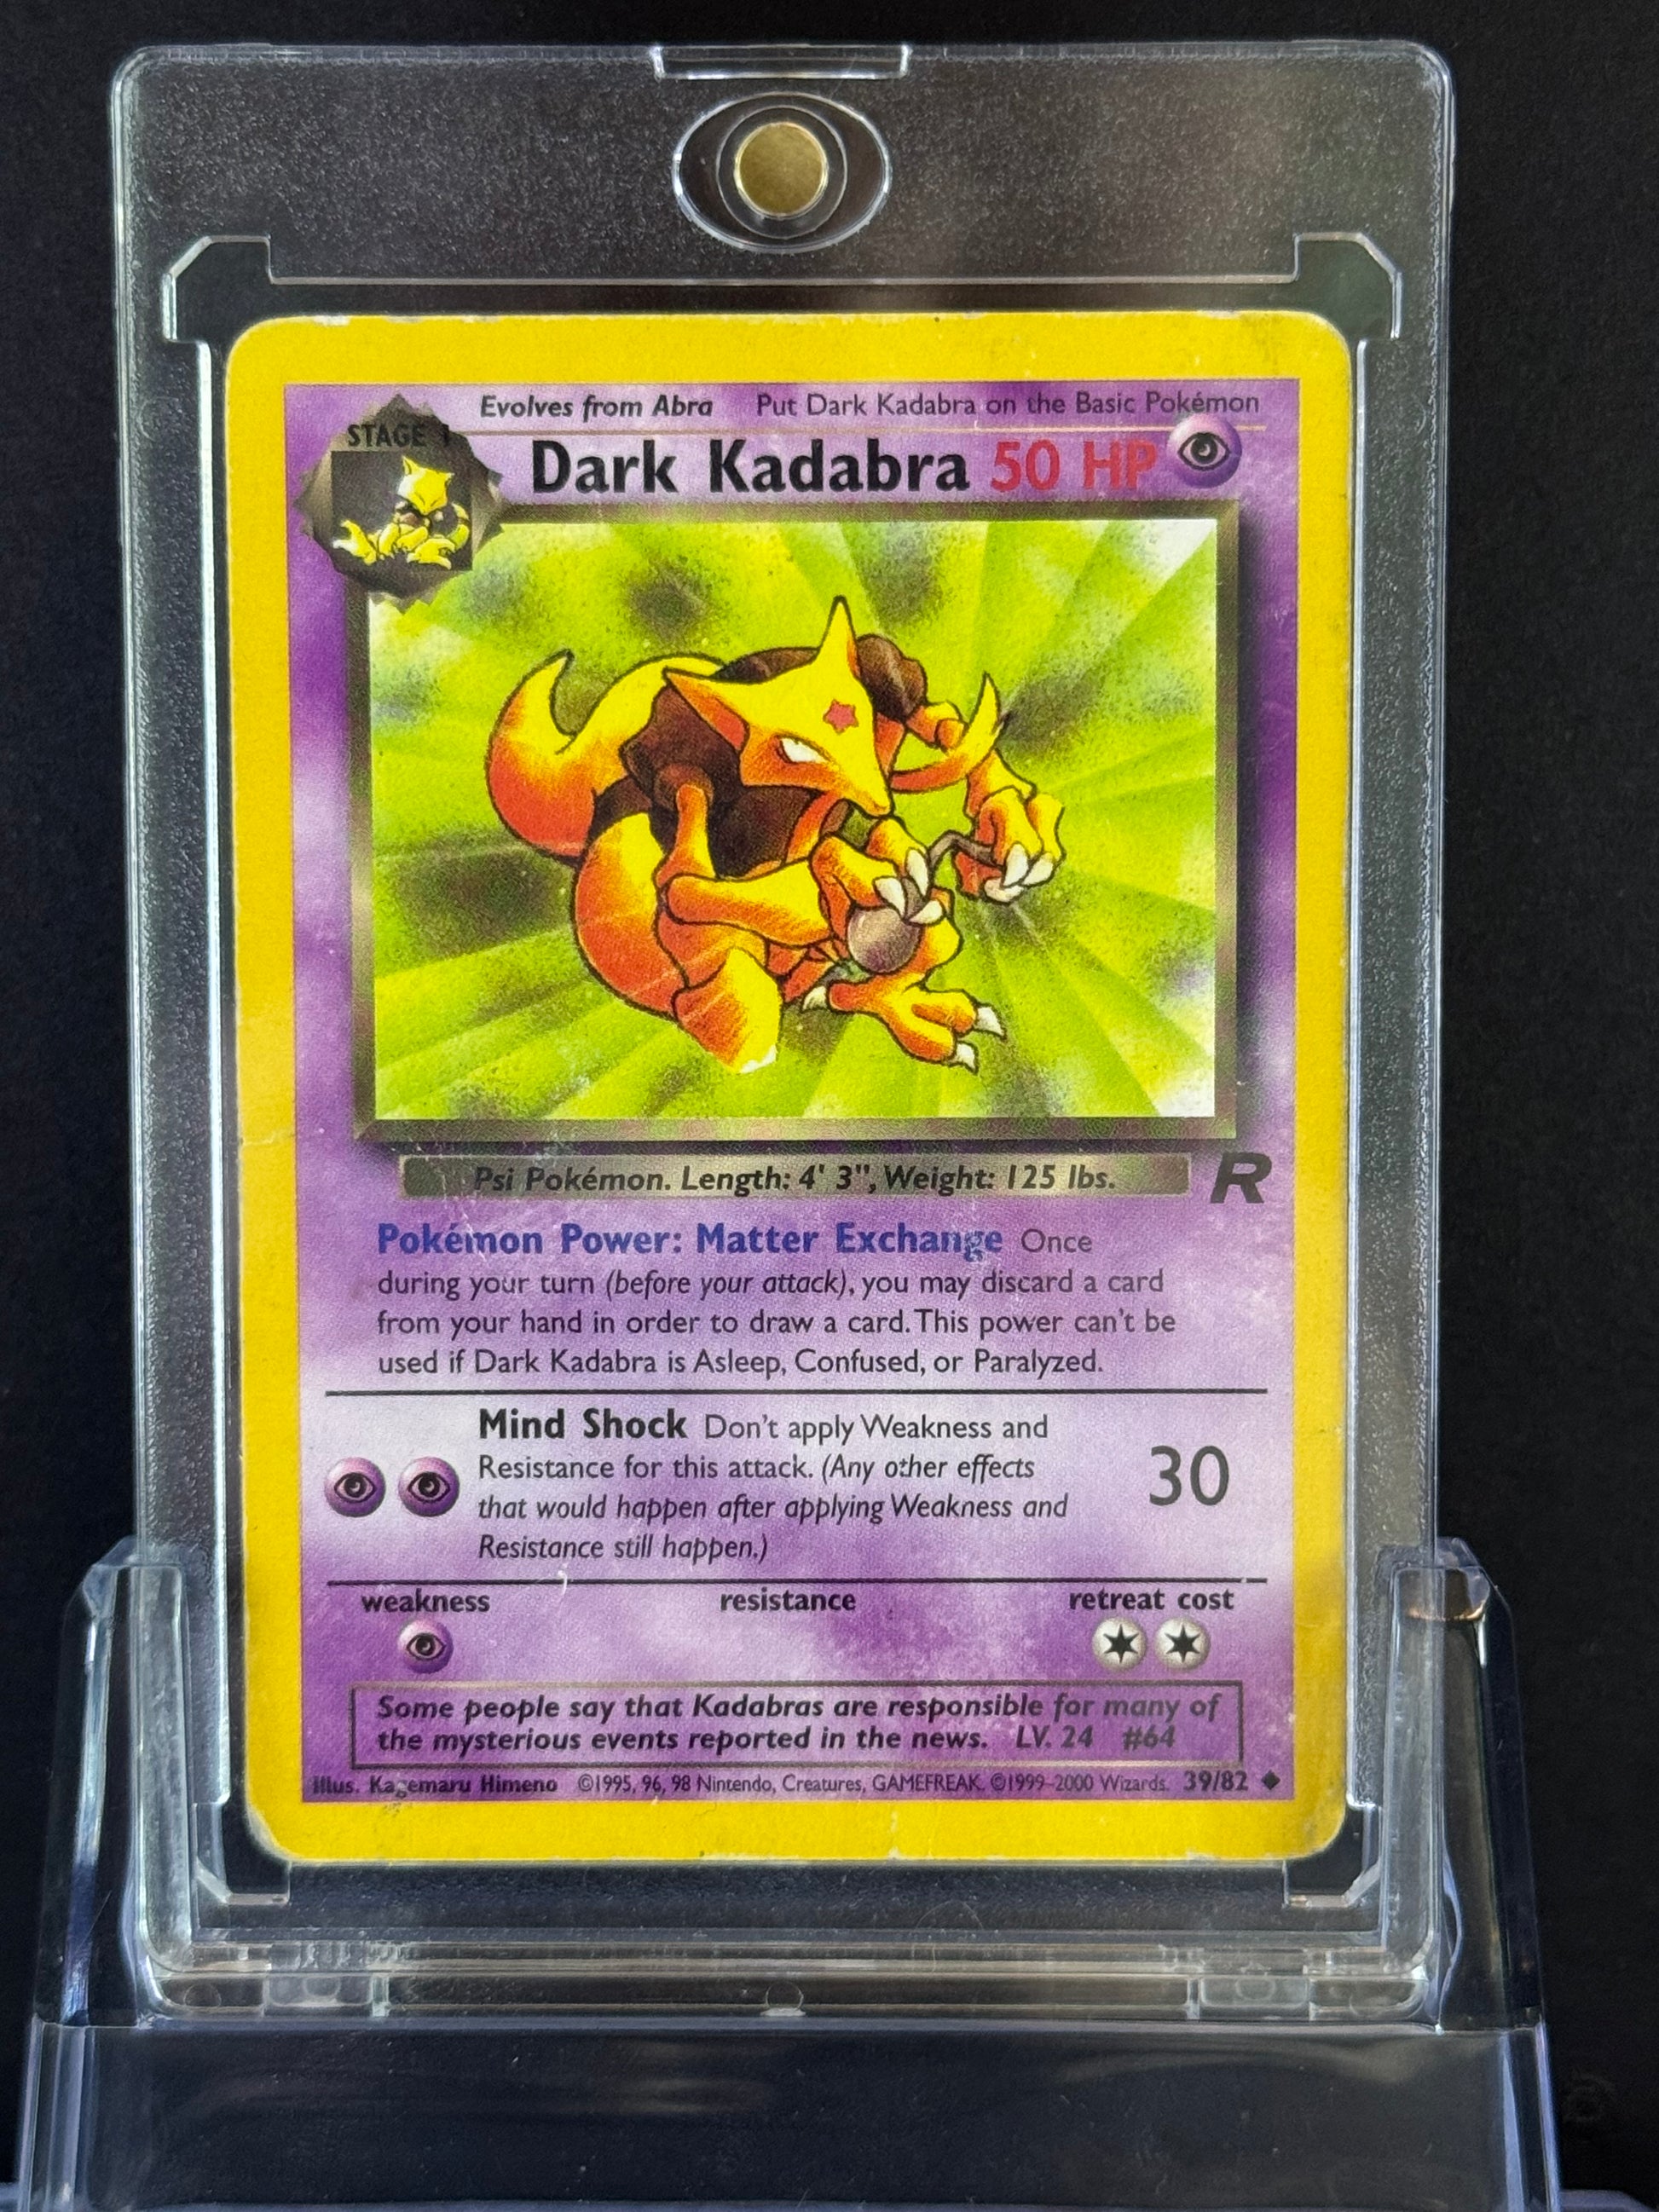 Evolves from Abra Put Dark Kadabra on the Basic Pokémon
STAGE 1
Dark Kadabra 50 HP
Psi Pokémon. Length: 4' 3", Weight: 125 lbs.
R
Pokémon Power: Matter Exchange Once
during your turn (before your attack), you may discard a card
from your hand in order to draw a card. This power can't be
used if Dark Kadabra is Asleep, Confused, or Paralyzed.
Mind Shock Don't apply Weakness and
Resistance for this attack. (Any other effects
that would happen after applying Weakness and
Resistance still happen.)
30
weakness resistance retreat cost
Some people say that Kadabras are responsible for many of
the mysterious events reported in the news. LV. 24 #64
Illus. Kagemaru Himeno ©1995, 96, 98 Nintendo, Creatures, GAMEFREAK. ©1999-2000 Wizards. 39/82